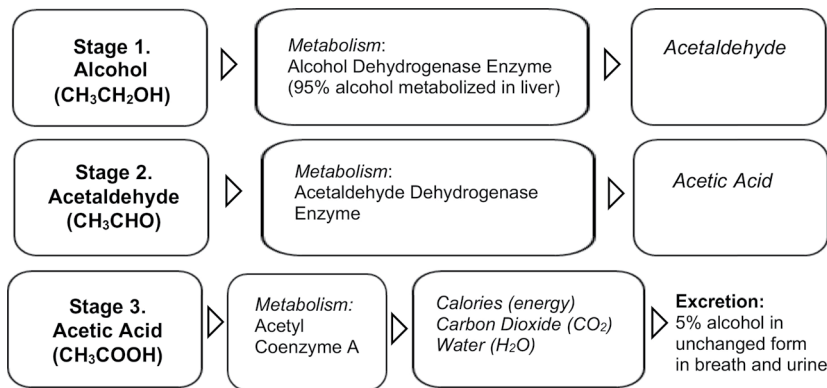 Stage 1.
Alcohol
(CH₃CH₂OH)
Metabolism:
Alcohol Dehydrogenase Enzyme
(95% alcohol metabolized in liver)
Acetaldehyde
Stage 2.
Acetaldehyde
(CH₃CHO)
Metabolism:
Acetaldehyde Dehydrogenase
Enzyme
Acetic Acid
Stage 3.
Acetic Acid
(CH₃COOH)
Metabolism:
Acetyl
Coenzyme A
Calories (energy)
Carbon Dioxide (CO₂)
Water (H₂O)
Excretion:
5% alcohol in
unchanged form
in breath and urine